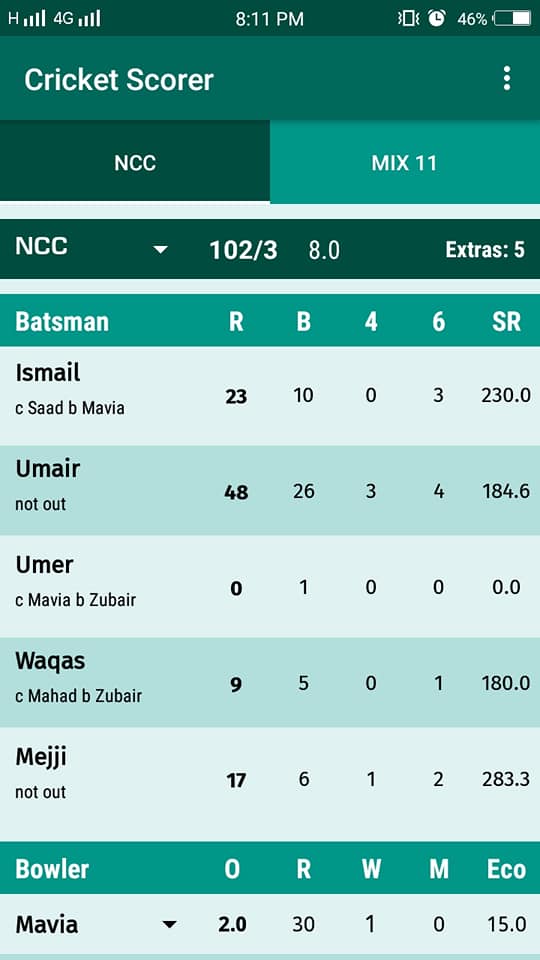 H 4G 8:11 PM 46%
Cricket Scorer
NCC MIX 11
NCC 102/3 8.0 Extras: 5
Batsman R B 4 6 SR
Ismail
c Saad b Mavia
23 10 0 3 230.0
Umair
not out
48 26 3 4 184.6
Umer
c Mavia b Zubair
0 1 0 0 0.0
Waqas
c Mahad b Zubair
9 5 0 1 180.0
Mejji
not out
17 6 1 2 283.3
Bowler O R W M Eco
Mavia 2.0 30 1 0 15.0